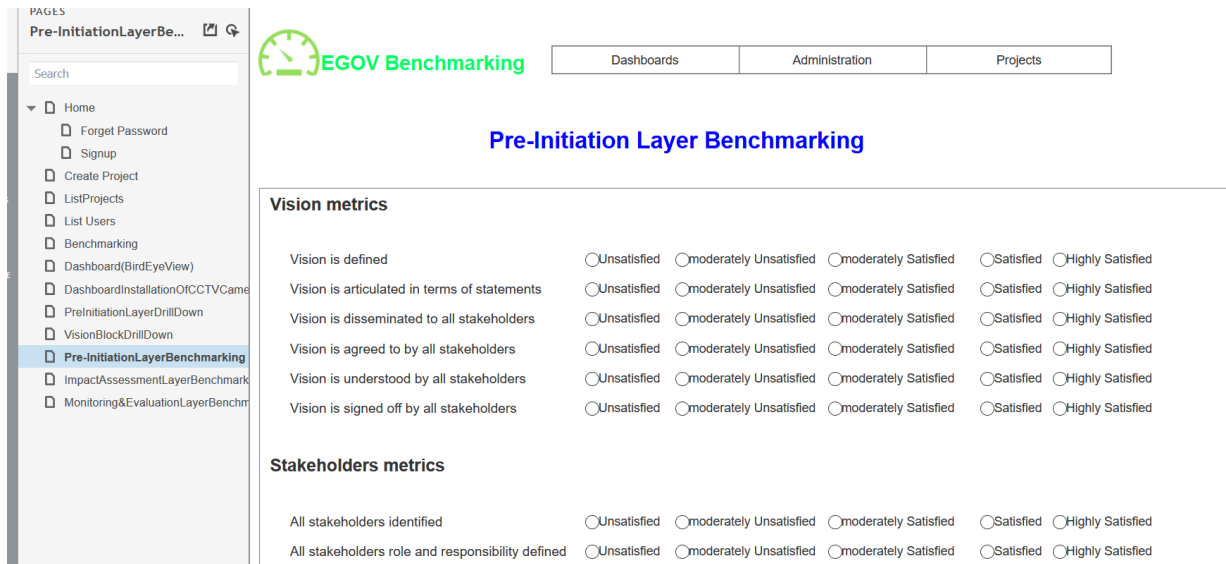 PAGES
Pre-InitiationLayerBe...
Search
Home
Forget Password
Signup
Create Project
ListProjects
List Users
Benchmarking
Dashboard(BirdEyeView)
DashboardInstallationOfCCTVCame
PreInitiationLayerDrillDown
VisionBlockDrillDown
Pre-InitiationLayerBenchmarking
ImpactAssessmentLayerBenchmark
Monitoring&EvaluationLayerBenchm
EGOV Benchmarking
Dashboards Administration Projects
Pre-Initiation Layer Benchmarking
Vision metrics
Vision is defined Unsatisfied moderately Unsatisfied moderately Satisfied Satisfied Highly Satisfied
Vision is articulated in terms of statements Unsatisfied moderately Unsatisfied moderately Satisfied Satisfied Highly Satisfied
Vision is disseminated to all stakeholders Unsatisfied moderately Unsatisfied moderately Satisfied Satisfied Highly Satisfied
Vision is agreed to by all stakeholders Unsatisfied moderately Unsatisfied moderately Satisfied Satisfied Highly Satisfied
Vision is understood by all stakeholders Unsatisfied moderately Unsatisfied moderately Satisfied Satisfied Highly Satisfied
Vision is signed off by all stakeholders Unsatisfied moderately Unsatisfied moderately Satisfied Satisfied Highly Satisfied
Stakeholders metrics
All stakeholders identified Unsatisfied moderately Unsatisfied moderately Satisfied Satisfied Highly Satisfied
All stakeholders role and responsibility defined Unsatisfied moderately Unsatisfied moderately Satisfied Satisfied Highly Satisfied